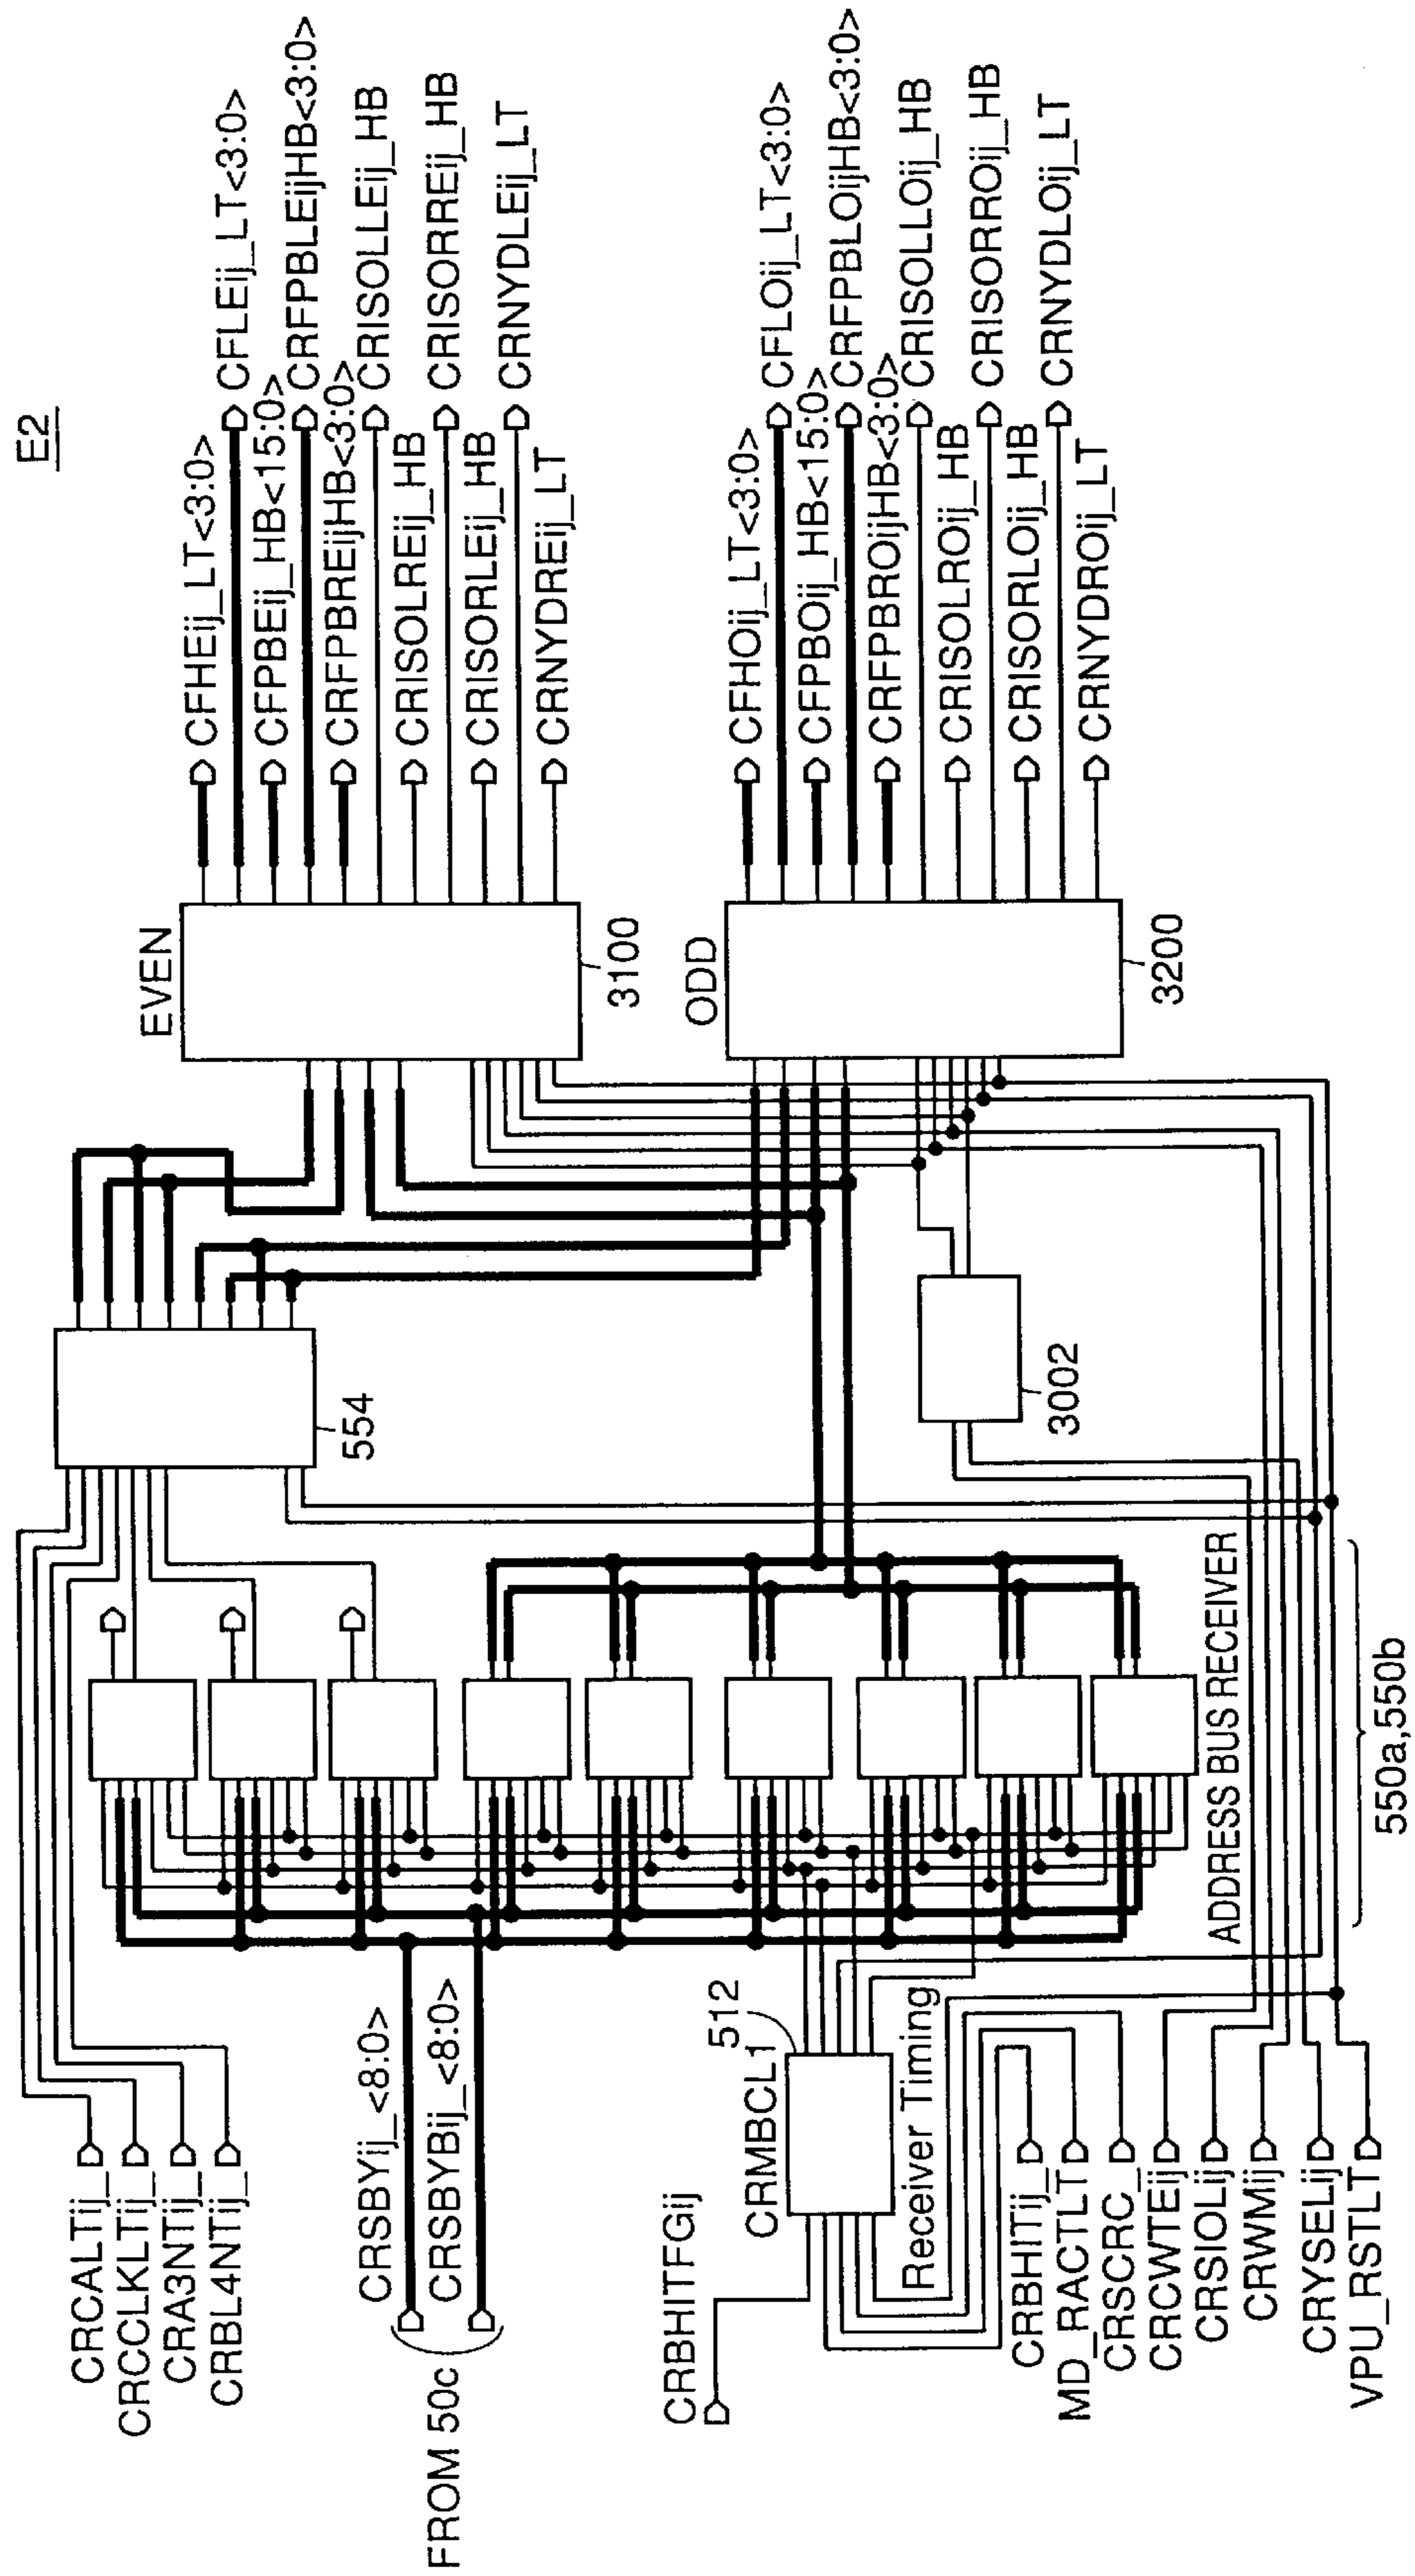 E2
CFHEij_LT<3:0>
CFLEij_LT<3:0>
CFPBEij_HB<15:0>
CRFPBLEijHB<3:0>
CRFPBREijHB<3:0>
CRISOLLEij_HB
CRISOLREij_HB
CRISORREij_HB
CRISORLEij_HB
CRNYDLEij_LT
CRNYDREij_LT
EVEN
3100
CFHOij_LT<3:0>
CFLOij_LT<3:0>
CFPBOij_HB<15:0>
CRFPBLOijHB<3:0>
CRFPBROijHB<3:0>
CRISOLLOij_HB
CRISOLROij_HB
CRISORROij_HB
CRISORLOij_HB
CRNYDLOij_LT
CRNYDROij_LT
ODD
3200
554
3002
ADDRESS BUS RECEIVER
550a,550b
CRCALTij_
CRCCLKLTij_
CRA3NTij_
CRBL4NTij_
CRSBYij_<8:0>
CRSBYBij_<8:0>
FROM 50c
CRBHITFGij
CRMBCL1
512
Receiver Timing
CRBHITij_
MD_RACTLT
CRSCRC_
CRCWTEij
CRSIOLij
CRWMij
CRYSELij
VPU_RSTLT